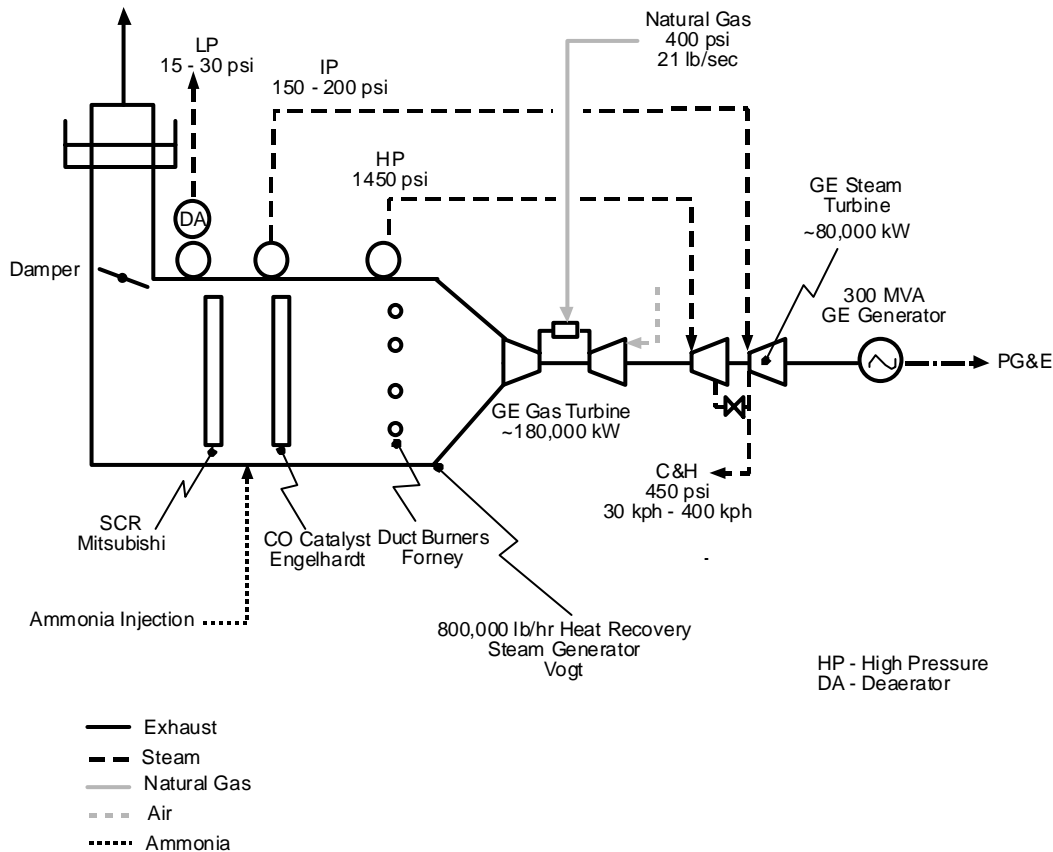 Natural Gas
400 psi
21 lb/sec
LP
15 - 30 psi
IP
150 - 200 psi
HP
1450 psi
GE Steam
Turbine
~80,000 kW
DA
Damper
300 MVA
GE Generator
PG&E
GE Gas Turbine
~180,000 kW
C&H
450 psi
30 kph - 400 kph
-
SCR
Mitsubishi
CO Catalyst
Engelhardt
Duct Burners
Forney
Ammonia Injection
800,000 lb/hr Heat Recovery
Steam Generator
Vogt
HP - High Pressure
DA - Deaerator
Exhaust
Steam
Natural Gas
Air
Ammonia